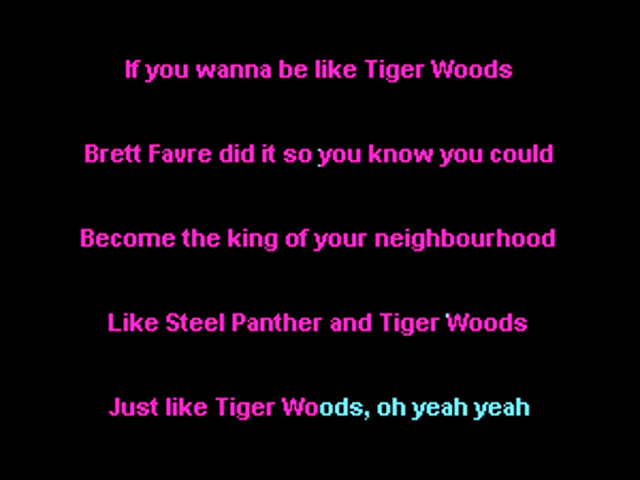 If you wanna be like Tiger Woods
Brett Favre did it so you know you could
Become the king of your neighbourhood
Like Steel Panther and Tiger Woods
Just like Tiger Woods, oh yeah yeah